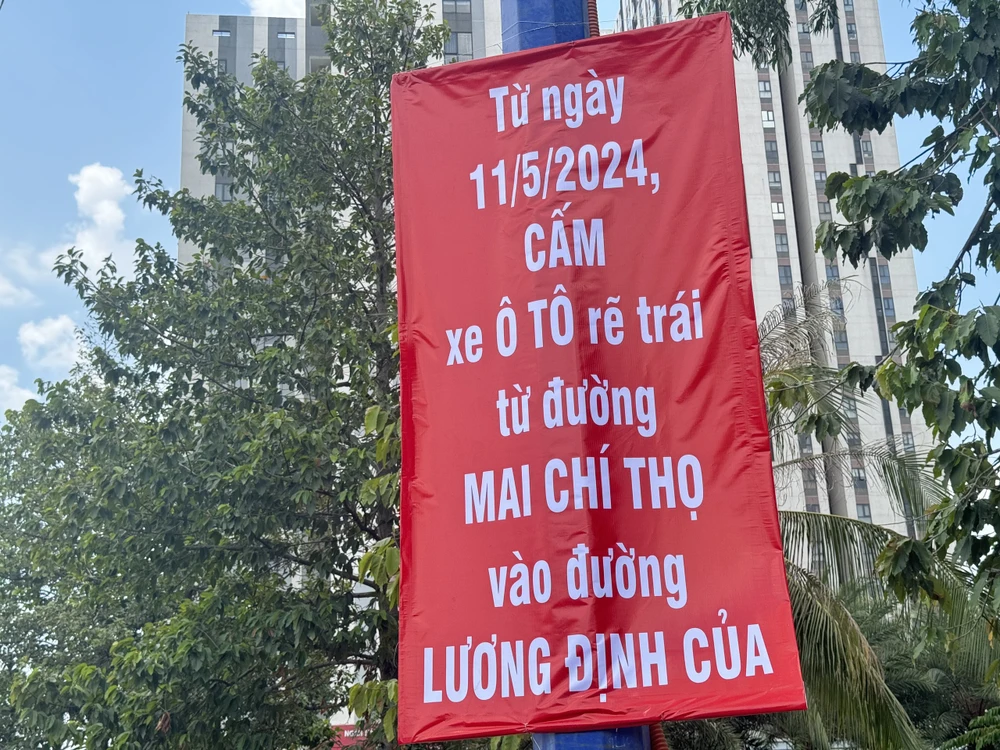 Từ ngày
11/5/2024,
CẤM
xe Ô TÔ rẽ trái
từ đường
MAI CHÍ THỌ
vào đường
LƯƠNG ĐỊNH CỦA